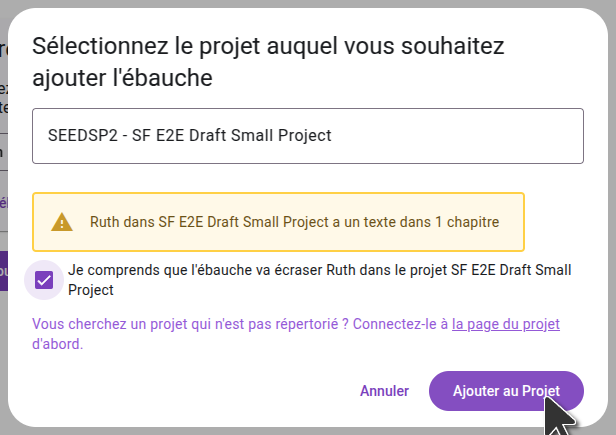 Sélectionnez le projet auquel vous souhaitez
ajouter l'ébauche
SEEDSP2 - SF E2E Draft Small Project
Ruth dans SF E2E Draft Small Project a un texte dans 1 chapitre
Je comprends que l'ébauche va écraser Ruth dans le projet SF E2E Draft Small
Project
Vous cherchez un projet qui n'est pas répertorié ? Connectez-le à la page du projet
d'abord.
Annuler
Ajouter au Projet